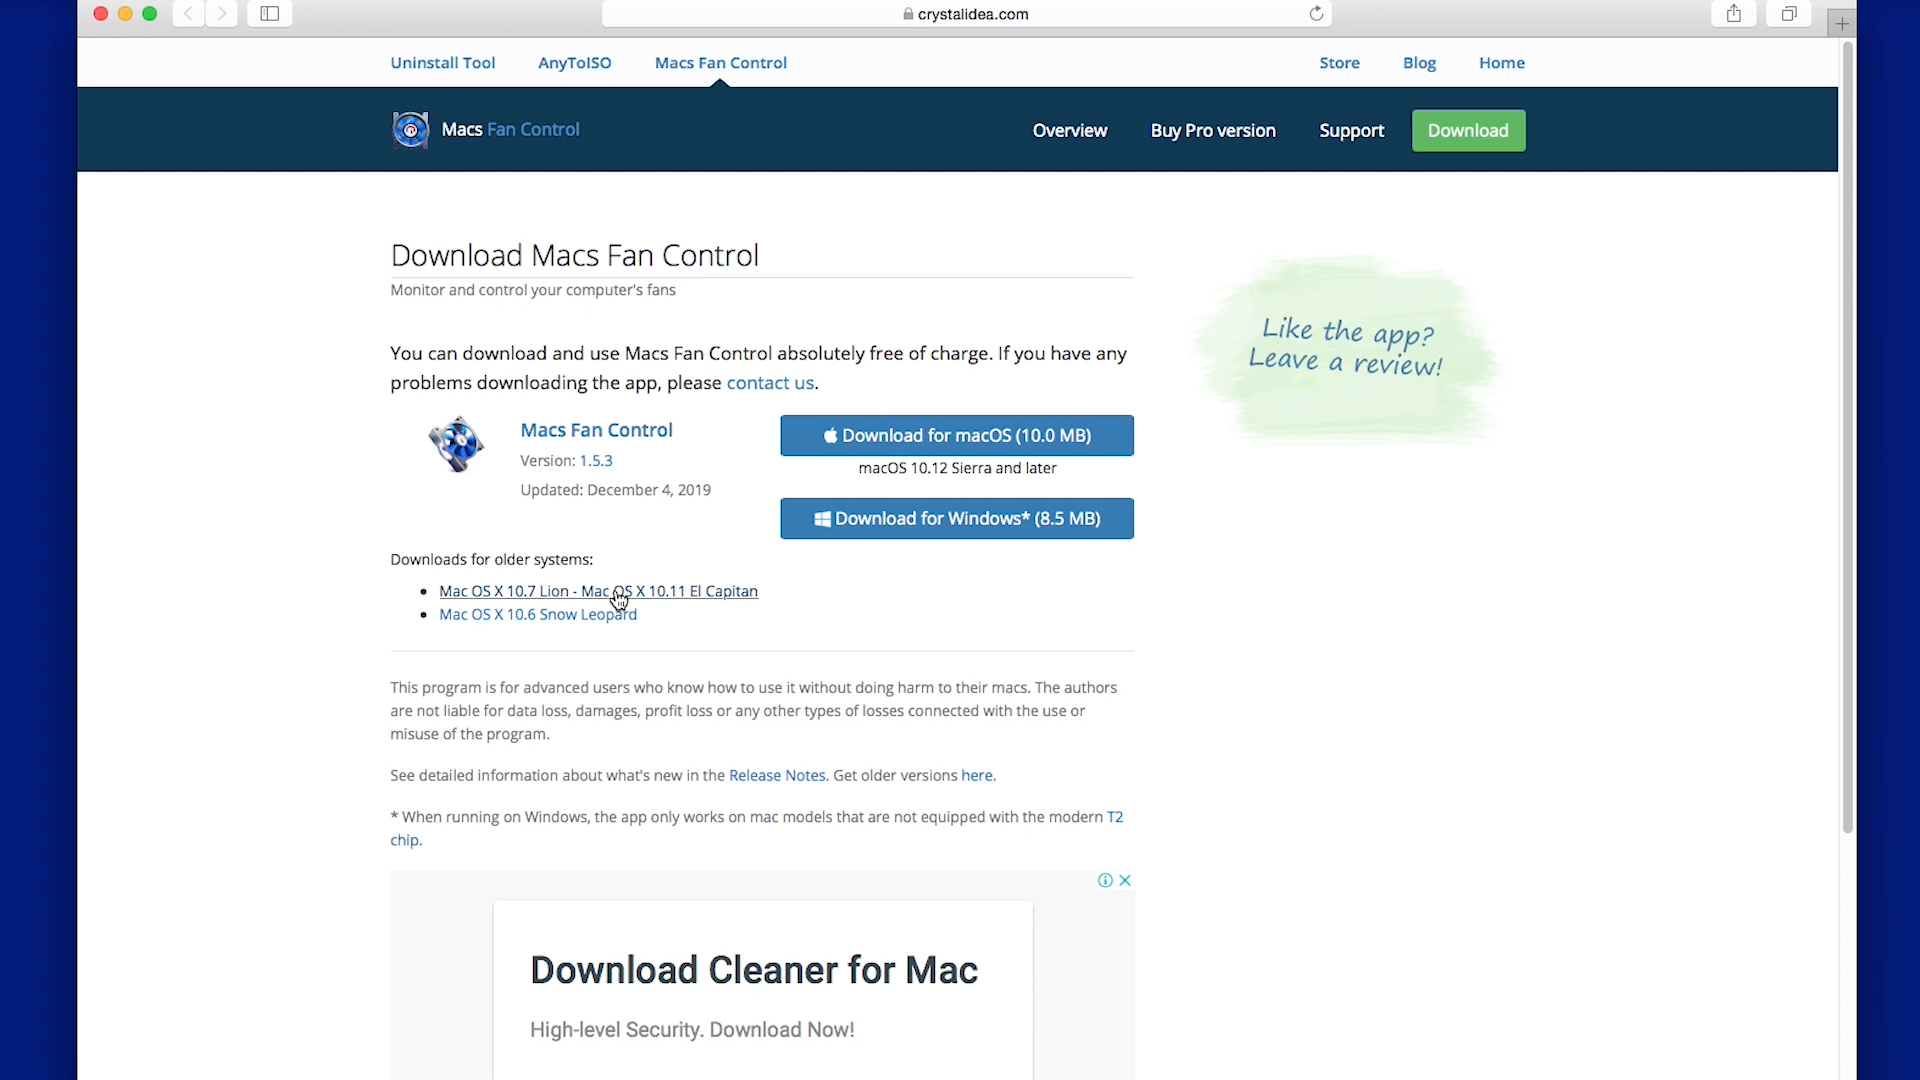 crystalidea.com
Uninstall Tool
AnyToISO
Macs Fan Control
Store
Blog
Home
Macs Fan Control
Overview
Buy Pro version
Support
Download
Download Macs Fan Control
Monitor and control your computer's fans
You can download and use Macs Fan Control absolutely free of charge. If you have any
problems downloading the app, please contact us.
Like the app?
Leave a review!
Macs Fan Control
Version: 1.5.3
Updated: December 4, 2019
Download for macOS (10.0 MB)
macOS 10.12 Sierra and later
Download for Windows* (8.5 MB)
Downloads for older systems:
Mac OS X 10.7 Lion - Mac OS X 10.11 El Capitan
Mac OS X 10.6 Snow Leopard
This program is for advanced users who know how to use it without doing harm to their macs. The authors
are not liable for data loss, damages, profit loss or any other types of losses connected with the use or
misuse of the program.
See detailed information about what's new in the Release Notes. Get older versions here.
* When running on Windows, the app only works on mac models that are not equipped with the modern T2
chip.
Download Cleaner for Mac
High-level Security. Download Now!